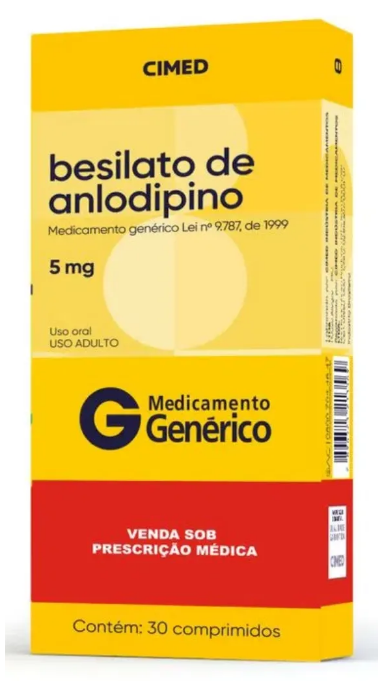 CIMED
besilato de
anlodipino
Medicamento genérico Lei nº 9.787, de 1999
5 mg
Uso oral
USO ADULTO
G Medicamento
Genérico
VENDA SOB
PRESCRIÇÃO MÉDICA
Contém: 30 comprimidos
CIMED